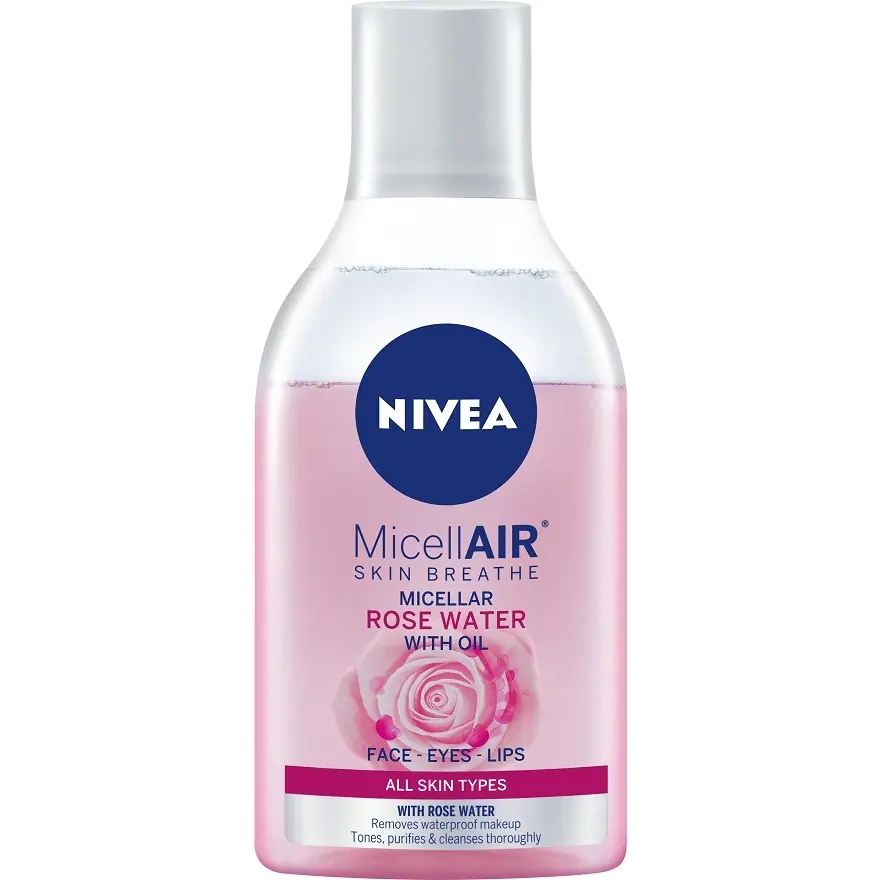 NIVEA
MicellAIR®
SKIN BREATHE
MICELLAR
ROSE WATER
WITH OIL
FACE - EYES - LIPS
ALL SKIN TYPES
WITH ROSE WATER
Removes waterproof makeup
Tones, purifies & cleanses thoroughly